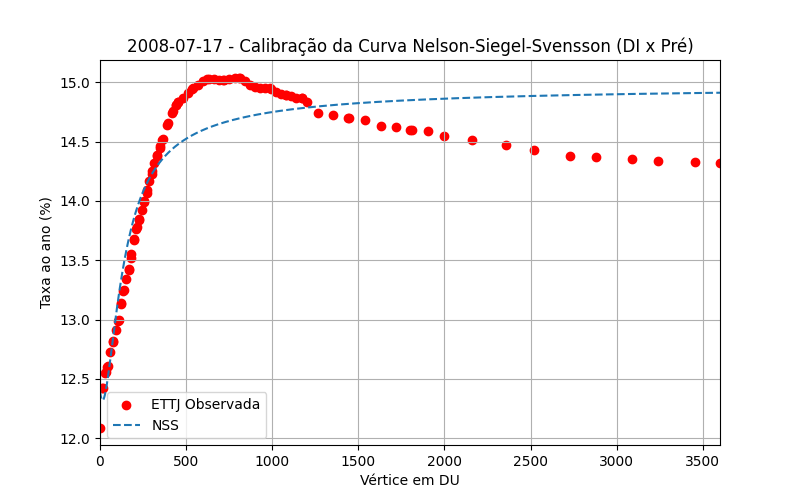 2008-07-17 - Calibração da Curva Nelson-Siegel-Svensson (DI x Pré)
Taxa ao ano (%)
15.0
14.5
14.0
13.5
13.0
12.5
12.0
ETTJ Observada
NSS
0 500 1000 1500 2000 2500 3000 3500
Vértice em DU